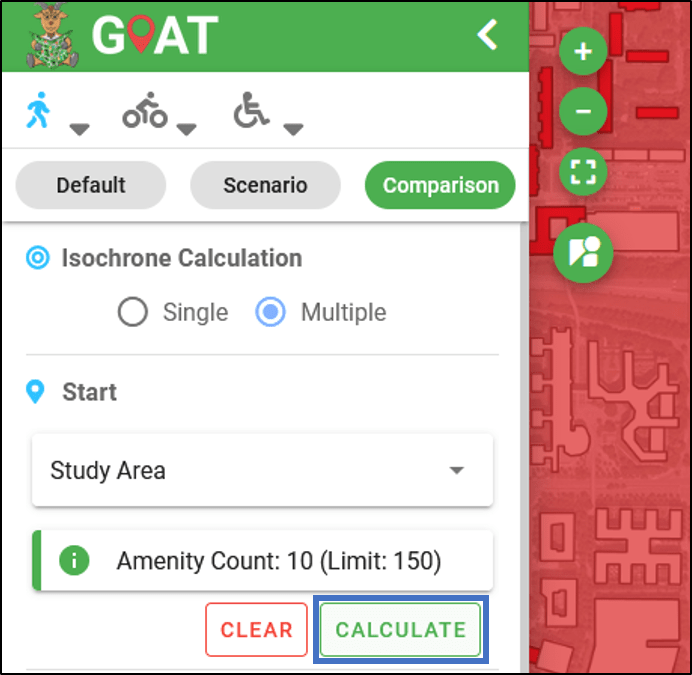 GOAT
Default Scenario Comparison
Isochrone Calculation
Single Multiple
Start
Study Area
Amenity Count: 10 (Limit: 150)
CLEAR CALCULATE